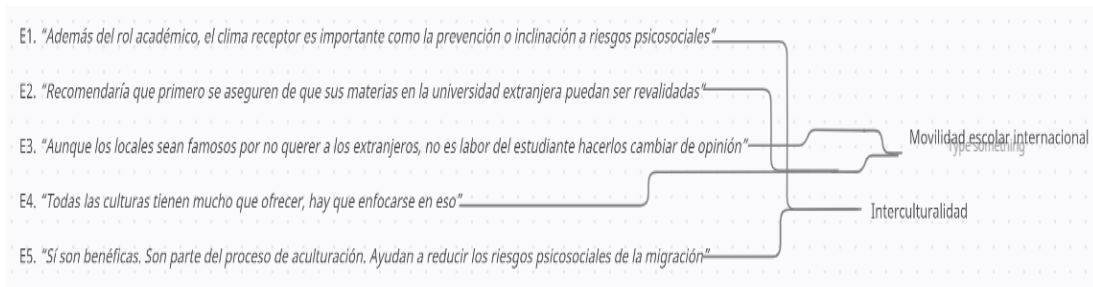 E1. “Además del rol académico, el clima receptor es importante como la prevención o inclinación a riesgos psicosociales”
E2. “Recomendaría que primero se aseguren de que sus materias en la universidad extranjera puedan ser revalidadas”
E3. “Aunque los locales sean famosos por no querer a los extranjeros, no es labor del estudiante hacerlos cambiar de opinión”
Movilidad escolar internacional
Type something
E4. “Todas las culturas tienen mucho que ofrecer, hay que enfocarse en eso”
Interculturalidad
E5. “Sí son benéficas. Son parte del proceso de aculturación. Ayudan a reducir los riesgos psicosociales de la migración”